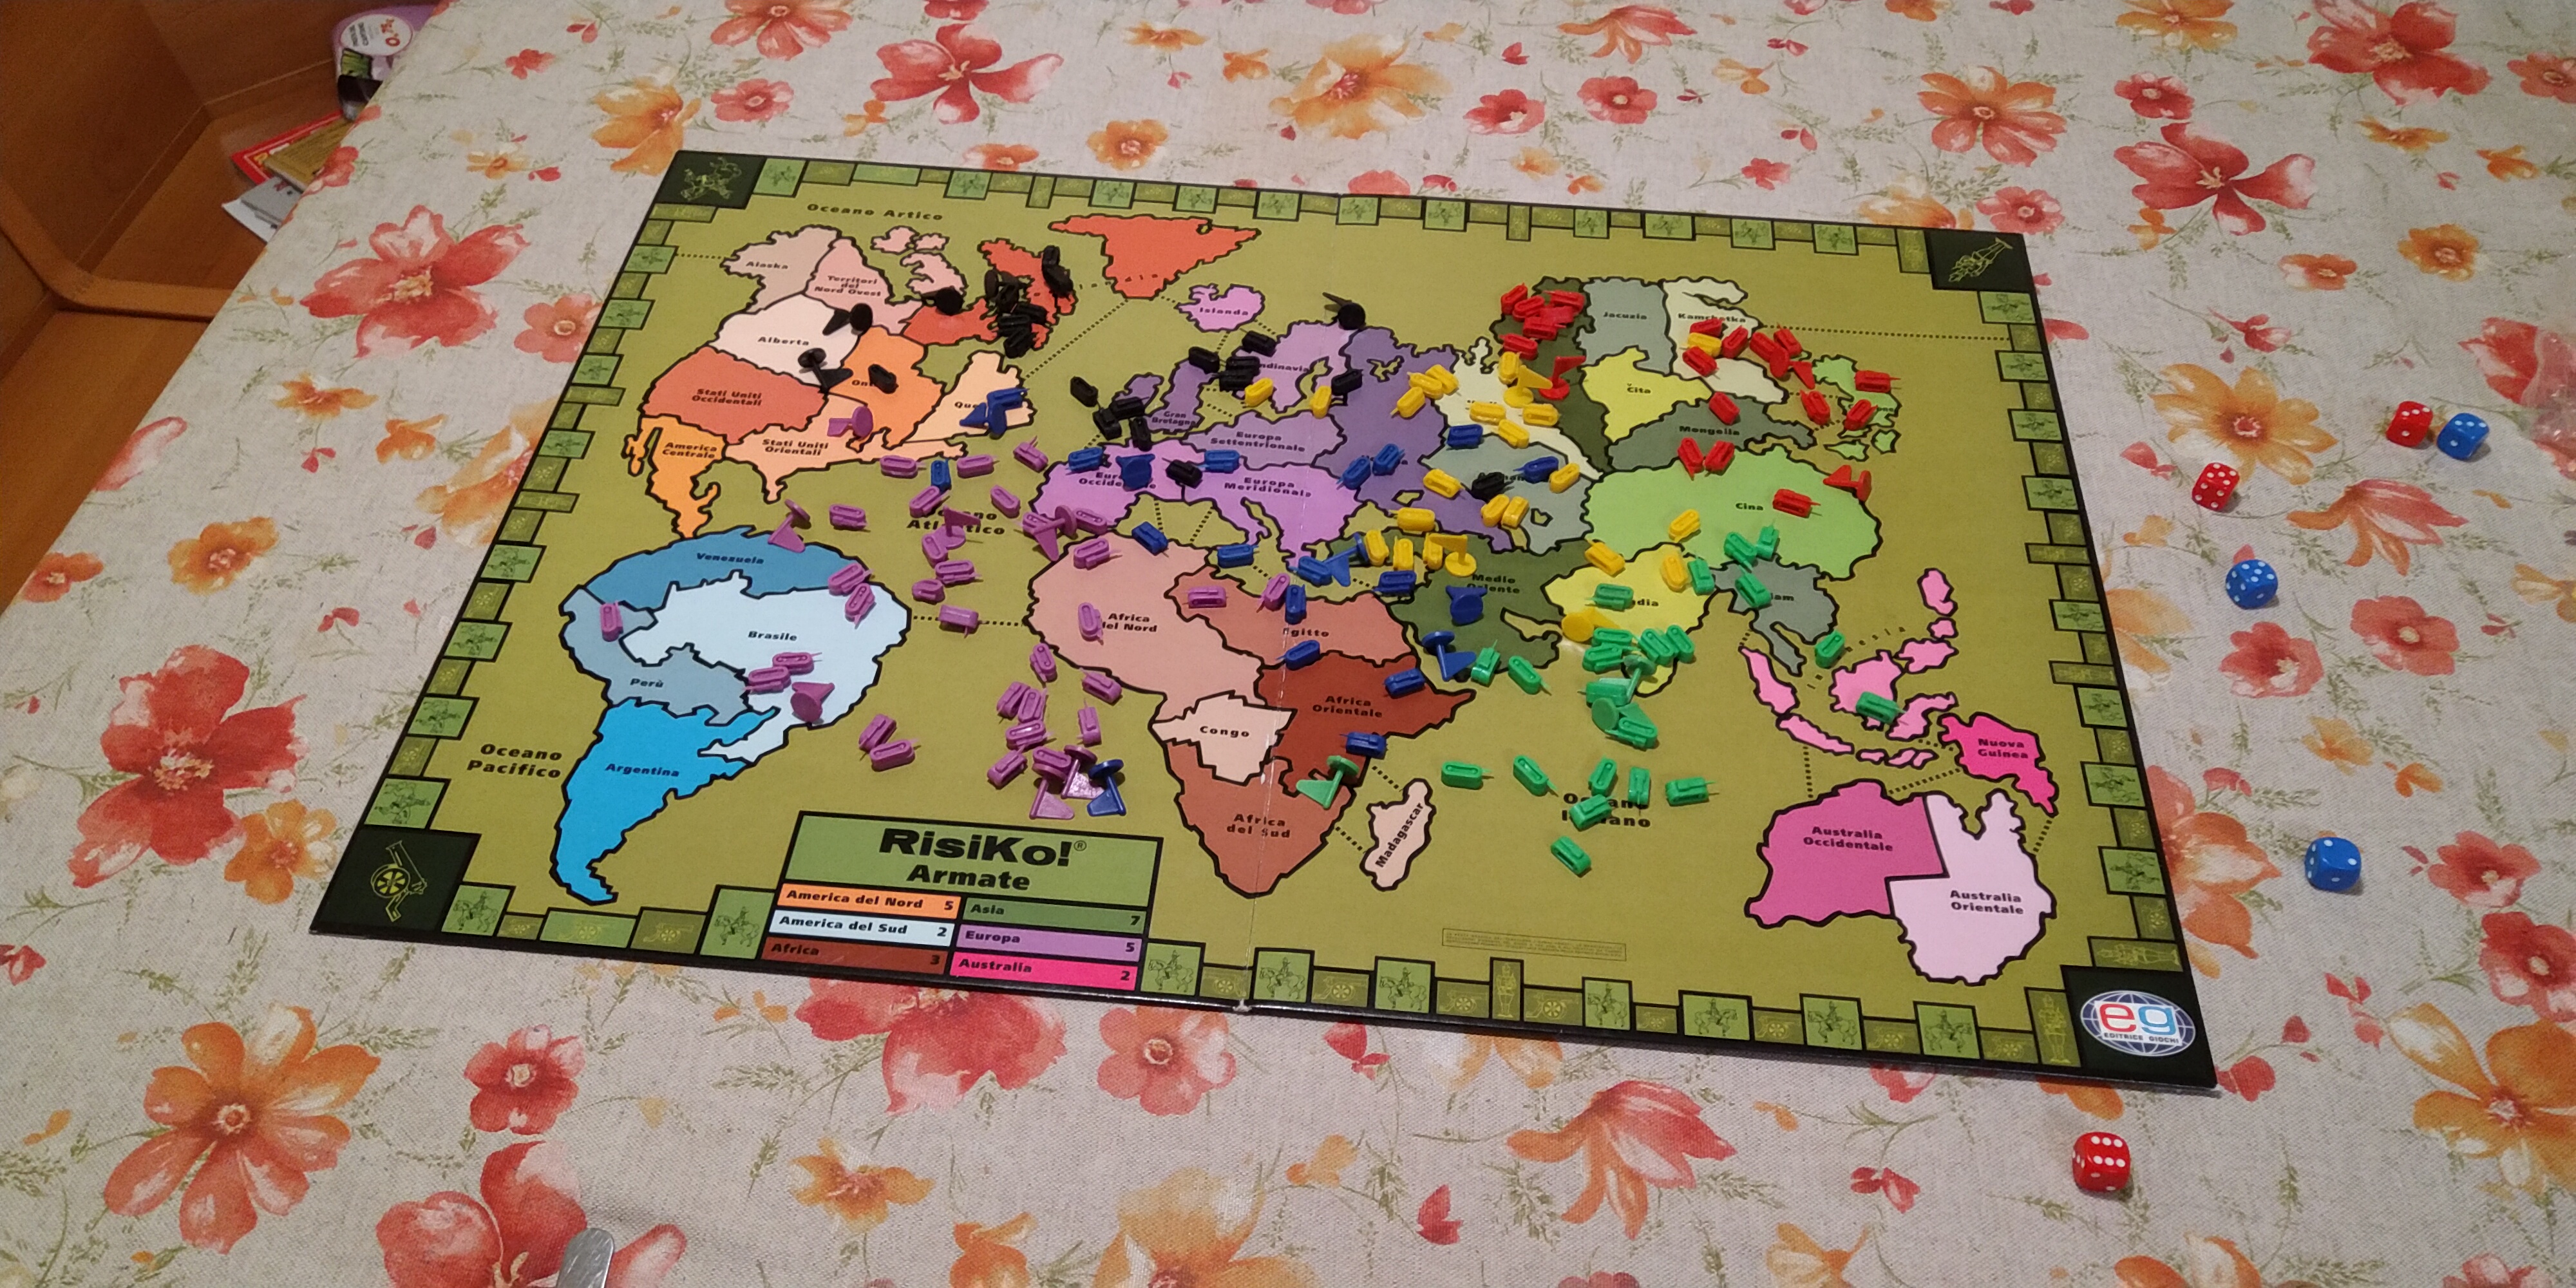 Oceano Artico
Alaska
Territori
del
Nord Ovest
Alberta
Stati Uniti
Occidentali
America
Centrale
Stati Uniti
Orientali
Islanda
Gran
Bretagna
Europa
Settentrionale
Europa
Meridionale
Jacuzia
Kamchatka
Cita
Mongolia
Cina
Medio
Venezuela
Brasile
Perù
Argentina
Oceano
Pacifico
Africa
del Nord
Africa
Orientale
Congo
Africa
del Sud
Madagascar
Nuova
Guinea
Australia
Occidentale
Australia
Orientale
RisiKo!®
Armate
America del Nord 5
America del Sud 2
Africa 3
Asia 7
Europa 5
Australia 2
eg
EDITRICE GIOCHI